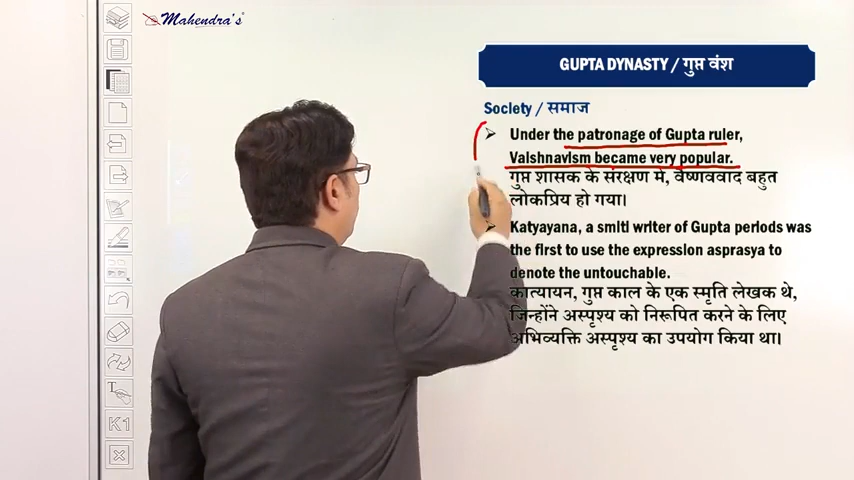 Mahendra's
GUPTA DYNASTY / गुप्त वंश
Society / समाज
➢ Under the patronage of Gupta ruler,
Vaishnavism became very popular.
गुप्त शासक के संरक्षण में, वैष्णववाद बहुत
लोकप्रिय हो गया।
Katyayana, a smiti writer of Gupta periods was
the first to use the expression asprasya to
denote the untouchable.
कात्यायन, गुप्त काल के एक स्मृति लेखक थे,
जिन्होंने अस्पृश्य को निरूपित करने के लिए
अभिव्यक्ति अस्पृश्य का उपयोग किया था।
T
K1